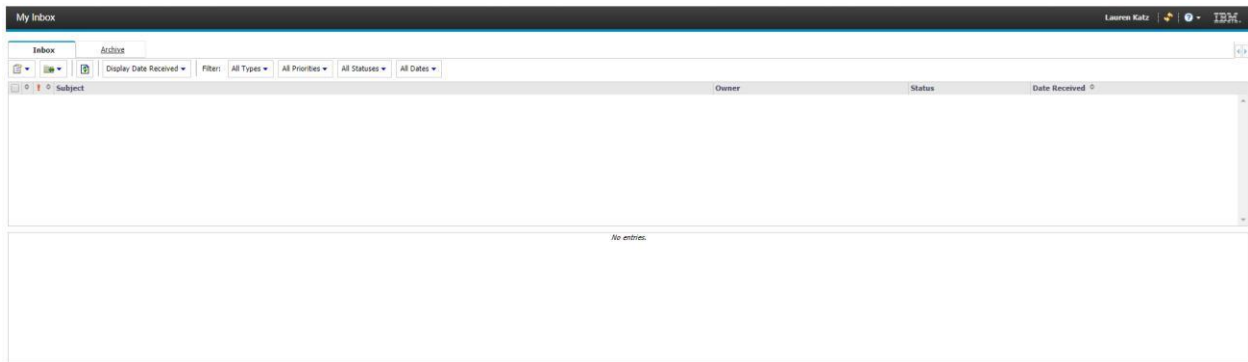 My Inbox Lauren Katz IBM.
Inbox Archive
Display Date Received Filter: All Types All Priorities All Statuses All Dates
Subject Owner Status Date Received
No entries.